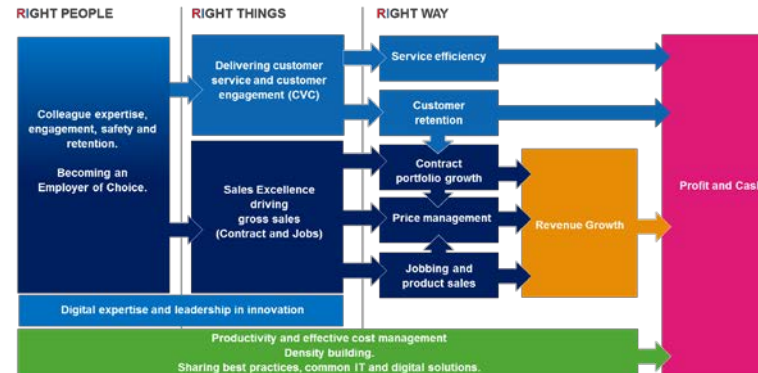 RIGHT PEOPLE
RIGHT THINGS
RIGHT WAY
Colleague expertise,
engagement, safety and
retention.
Becoming an
Employer of Choice.
Delivering customer
service and customer
engagement (CVC)
Sales Excellence
driving
gross sales
(Contract and Jobs)
Service efficiency
Customer
retention
Contract
portfolio growth
Price management
Jobbing and
product sales
Revenue Growth
Profit and Cash
Digital expertise and leadership in innovation
Productivity and effective cost management
Density building.
Sharing best practices, common IT and digital solutions.